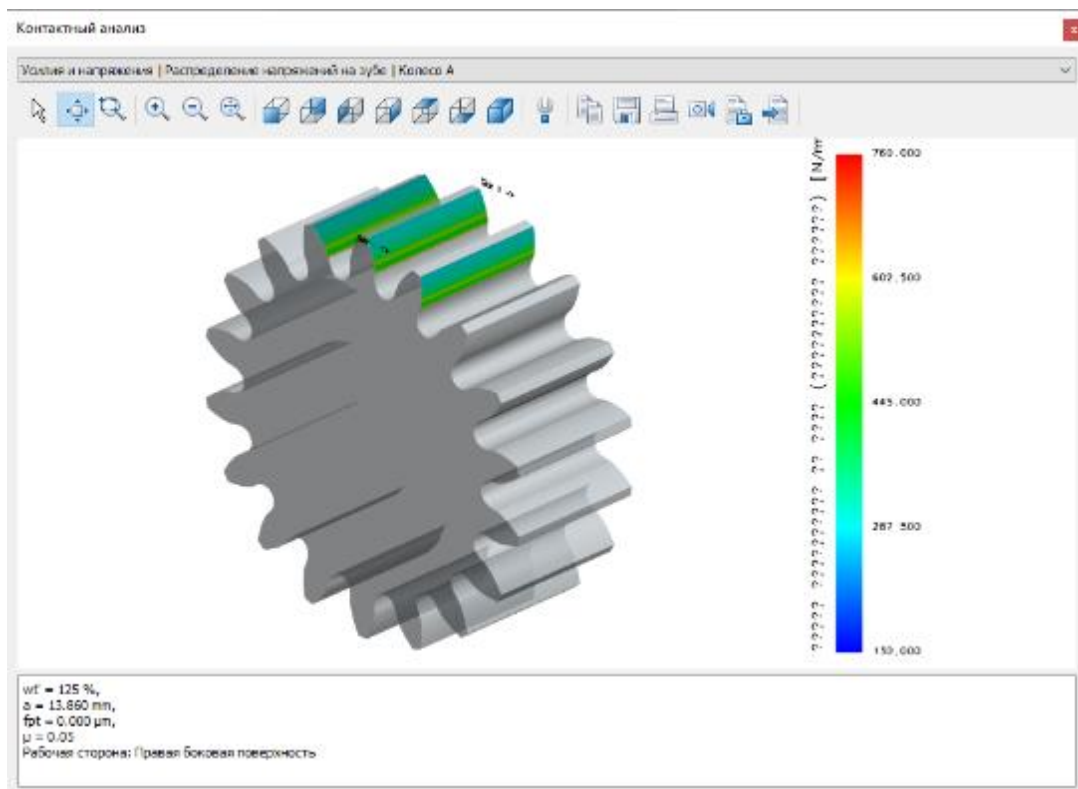 Контактный анализ
Усилия и напряжения | Распределение напряжений на зубе | Колесо А
760.000
602.500
445.000
287.500
130.000
wt' = 125 %,
a = 13.860 mm,
fpt = 0.000 µm,
µ = 0.05
Рабочая сторона: Правая боковая поверхность